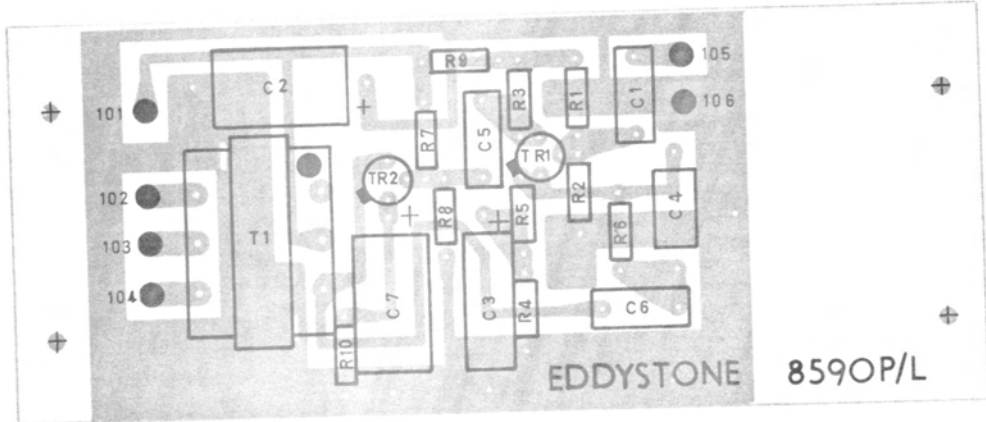 R9
105
C2
R3
R1
C1
106
101
R7
C5
TR1
TR2
102
R2
C4
R8
R5
R6
T1
103
104
C7
C3
R4
C6
R10
EDDYSTONE
8590P/L